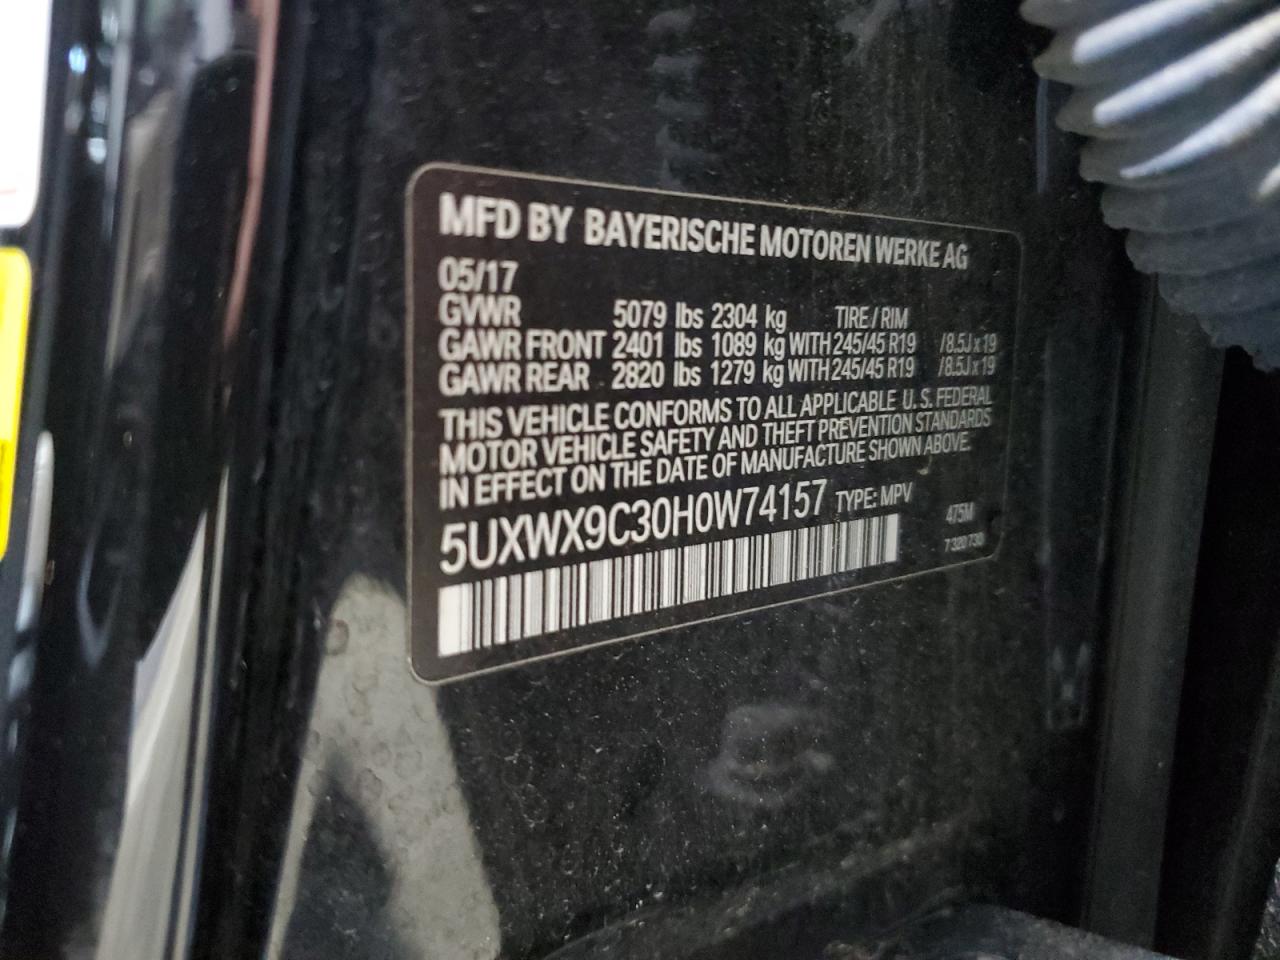 MFD BY BAYERISCHE MOTOREN WERKE AG
05/17
GVWR 5079 lbs 2304 kg TIRE / RIM
GAWR FRONT 2401 lbs 1089 kg WITH 245/45 R19 / 8.5J x 19
GAWR REAR 2820 lbs 1279 kg WITH 245/45 R19 / 8.5J x 19
THIS VEHICLE CONFORMS TO ALL APPLICABLE U. S. FEDERAL
MOTOR VEHICLE SAFETY AND THEFT PREVENTION STANDARDS
IN EFFECT ON THE DATE OF MANUFACTURE SHOWN ABOVE.
5UXWX9C30H0W74157 TYPE: MPV
475M
7 320 730